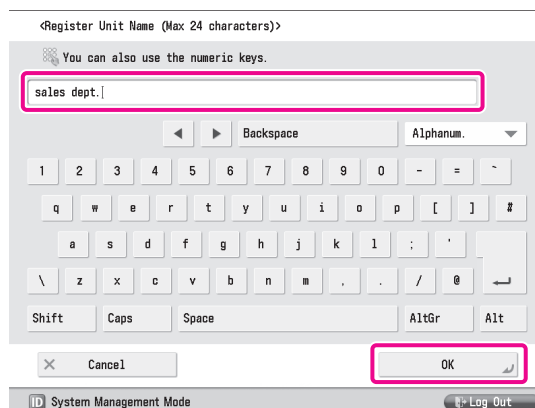 <Register Unit Name (Max 24 characters)>
You can also use the numeric keys.
sales dept.
◀ ▶ Backspace Alphanum. ▼
1 2 3 4 5 6 7 8 9 0 - = `
q w e r t y u i o p [ ] #
a s d f g h j k l ; '
\ z x c v b n m , . / @
Shift Caps Space AltGr Alt
Cancel OK
ID System Management Mode Log Out